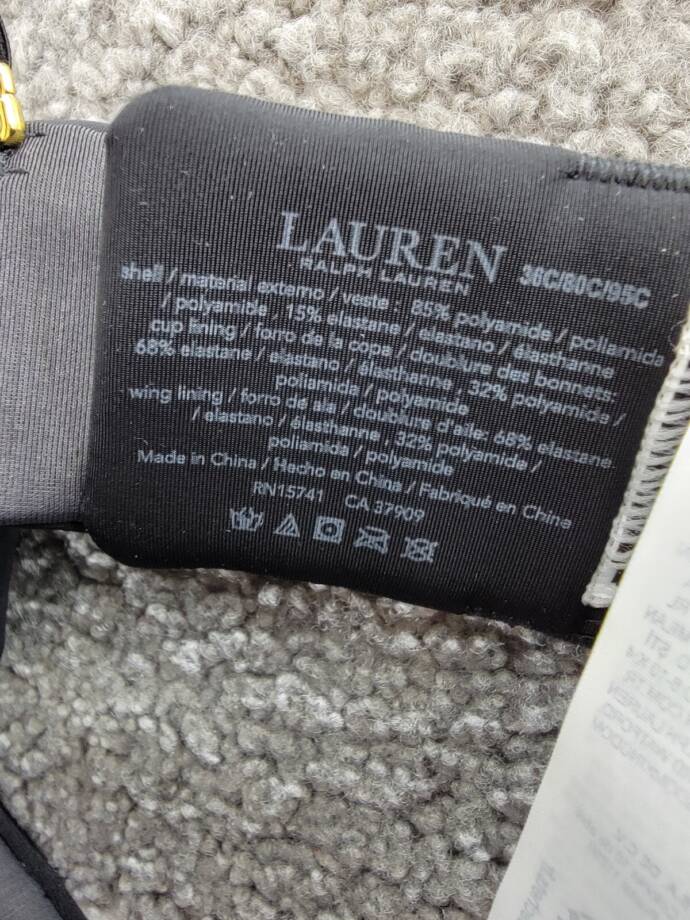 LAUREN
RALPH LAUREN
36C/80C/95C
shell / material externo / veste : 85% polyamide / poliamida
/ polyamide , 15% elastane / elastano / élasthanne
cup lining / forro de la copa / doublure des bonnets:
68% elastane / elastano / élasthanne , 32% polyamide /
poliamida / polyamide
wing lining / forro de ala / doublure d'aile: 68% elastane
/ elastano / élasthanne , 32% polyamide /
poliamida / polyamide
Made in China / Hecho en China / Fabriqué en Chine
RN15741 CA 37909